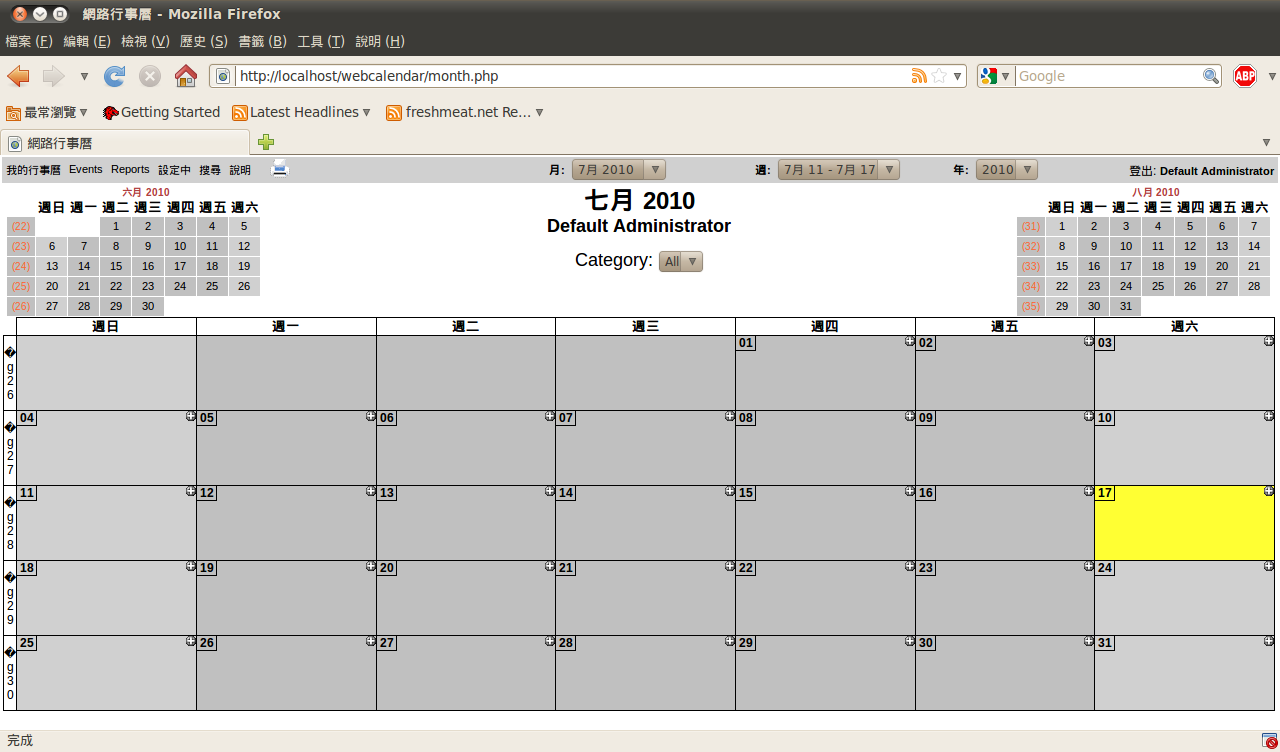 網路行事曆 - Mozilla Firefox
檔案 (F) 編輯 (E) 檢視 (V) 歷史 (S) 書籤 (B) 工具 (T) 說明 (H)
http://localhost/webcalendar/month.php Google ABP
最常瀏覽 Getting Started Latest Headlines freshmeat.net Re...
網路行事曆
我的行事曆 Events Reports 設定中 搜尋 說明 月: 7月 2010 週: 7月 11 - 7月 17 年: 2010 登出: Default Administrator
六月 2010
週日 週一 週二 週三 週四 週五 週六
(22) 1 2 3 4 5
(23) 6 7 8 9 10 11 12
(24) 13 14 15 16 17 18 19
(25) 20 21 22 23 24 25 26
(26) 27 28 29 30
七月 2010
Default Administrator
Category: All
八月 2010
週日 週一 週二 週三 週四 週五 週六
(31) 1 2 3 4 5 6 7
(32) 8 9 10 11 12 13 14
(33) 15 16 17 18 19 20 21
(34) 22 23 24 25 26 27 28
(35) 29 30 31
週日 週一 週二 週三 週四 週五 週六
�g26 01 02 03
�g27 04 05 06 07 08 09 10
�g28 11 12 13 14 15 16 17
�g29 18 19 20 21 22 23 24
�g30 25 26 27 28 29 30 31
完成